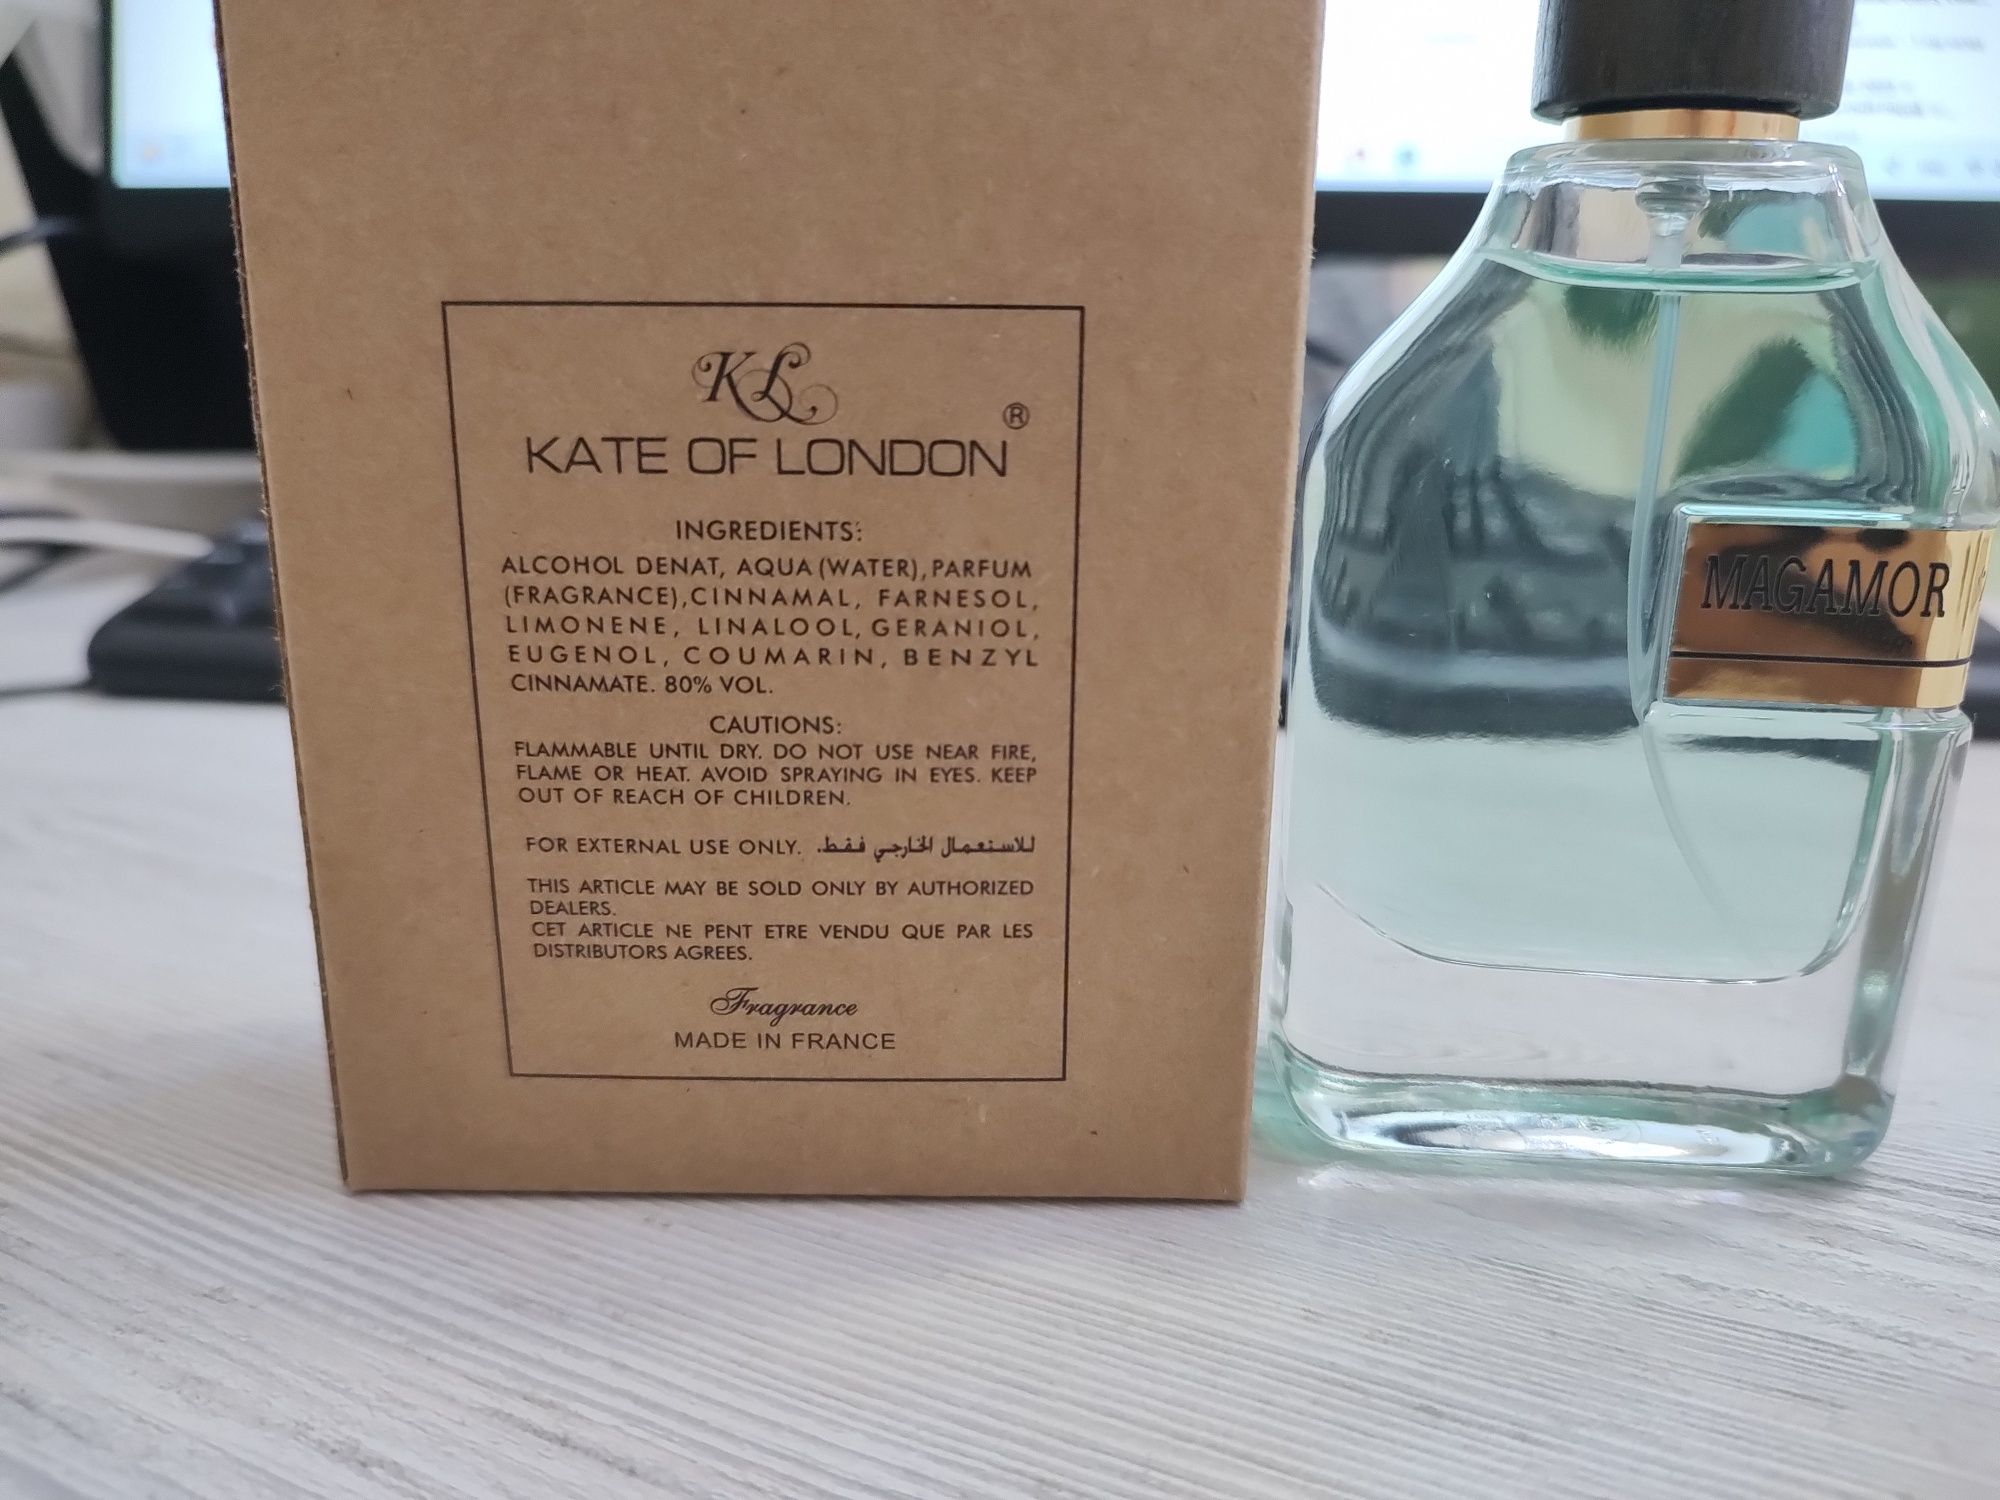 KL
KATE OF LONDON ®
INGREDIENTS:
ALCOHOL DENAT, AQUA (WATER), PARFUM
(FRAGRANCE), CINNAMAL, FARNESOL,
LIMONENE, LINALOOL, GERANIOL,
EUGENOL, COUMARIN, BENZYL
CINNAMATE. 80% VOL.
CAUTIONS:
FLAMMABLE UNTIL DRY. DO NOT USE NEAR FIRE,
FLAME OR HEAT. AVOID SPRAYING IN EYES. KEEP
OUT OF REACH OF CHILDREN.
FOR EXTERNAL USE ONLY. للاستعمال الخارجي فقط.
THIS ARTICLE MAY BE SOLD ONLY BY AUTHORIZED
DEALERS.
CET ARTICLE NE PENT ETRE VENDU QUE PAR LES
DISTRIBUTORS AGREES.
Fragrance
MADE IN FRANCE
MAGAMOR